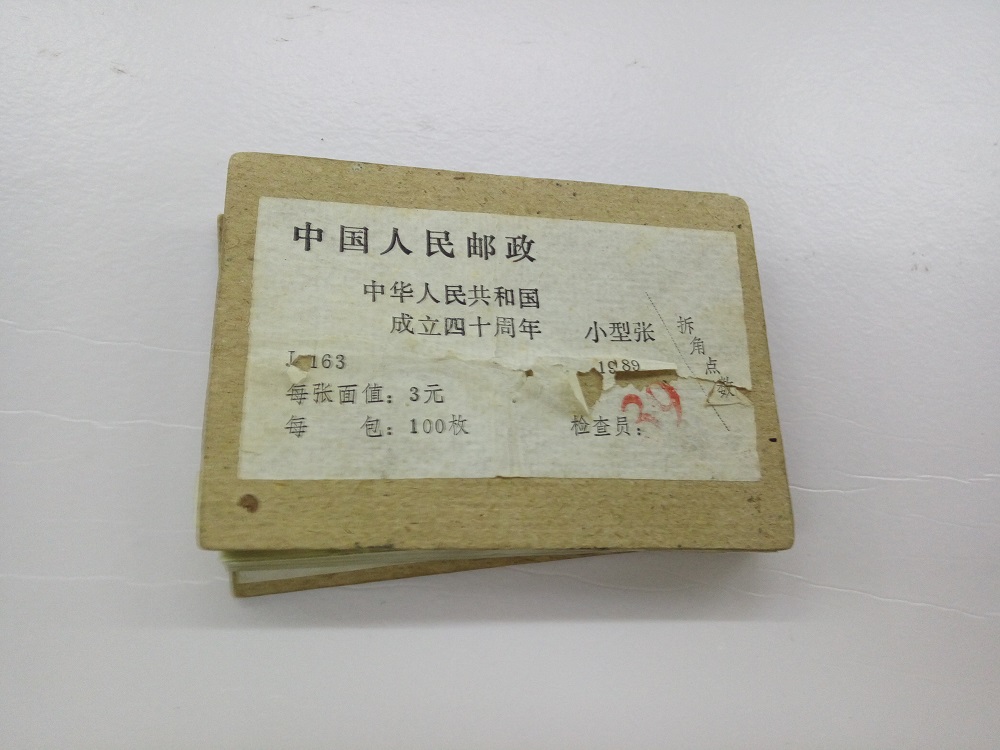 中国人民邮政
中华人民共和国
成立四十周年 小型张
J 163 1989
每张面值：3元
每 包：100枚 检查员：39
拆角点数